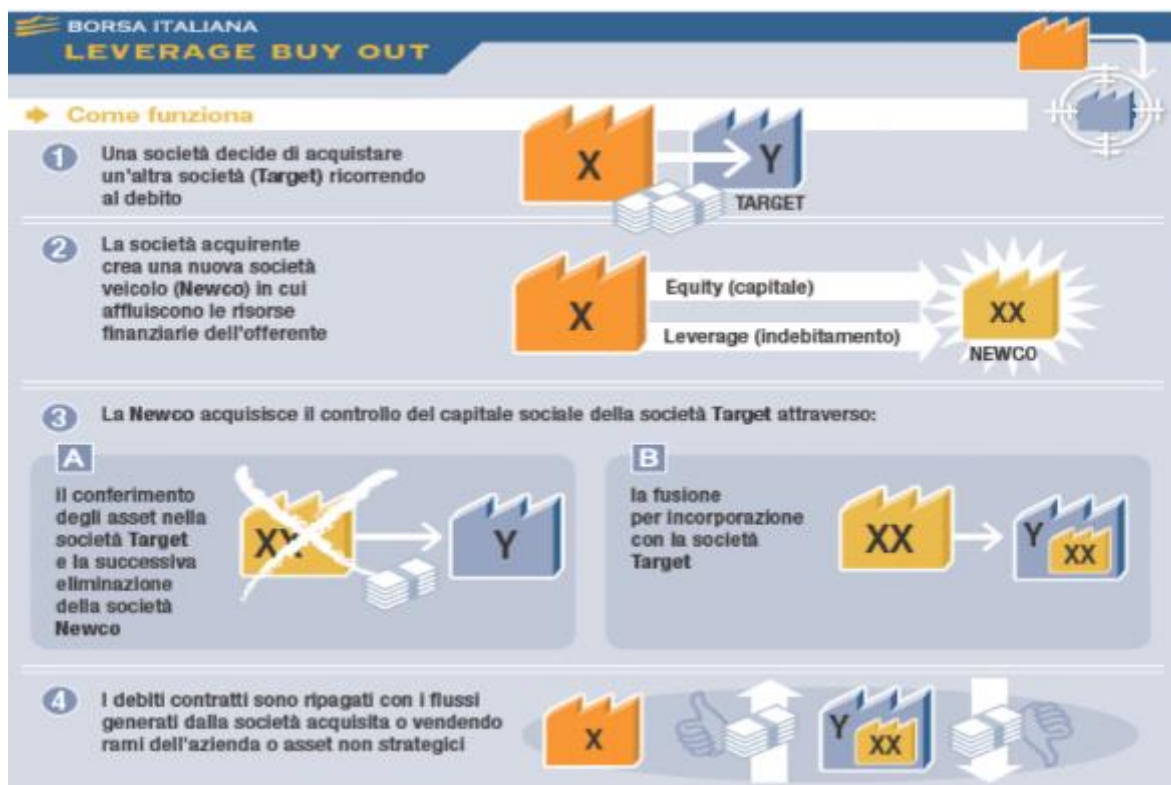 BORSA ITALIANA
LEVERAGE BUY OUT
Come funziona
1
Una società decide di acquistare
un'altra società (Target) ricorrendo
al debito
X
Y
TARGET
2
La società acquirente
crea una nuova società
veicolo (Newco) in cui
affluiscono le risorse
finanziarie dell'offerente
X
Equity (capitale)
Leverage (indebitamento)
XX
NEWCO
3
La Newco acquisisce il controllo del capitale sociale della società Target attraverso:
A
il conferimento
degli asset nella
società Target
e la successiva
eliminazione
della società
Newco
XX
Y
B
la fusione
per incorporazione
con la società
Target
XX
Y
XX
4
I debiti contratti sono ripagati con i flussi
generati dalla società acquisita o vendendo
rami dell'azienda o asset non strategici
X
Y
XX